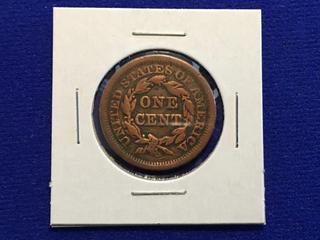 UNITED STATES OF AMERICA
ONE
CENT